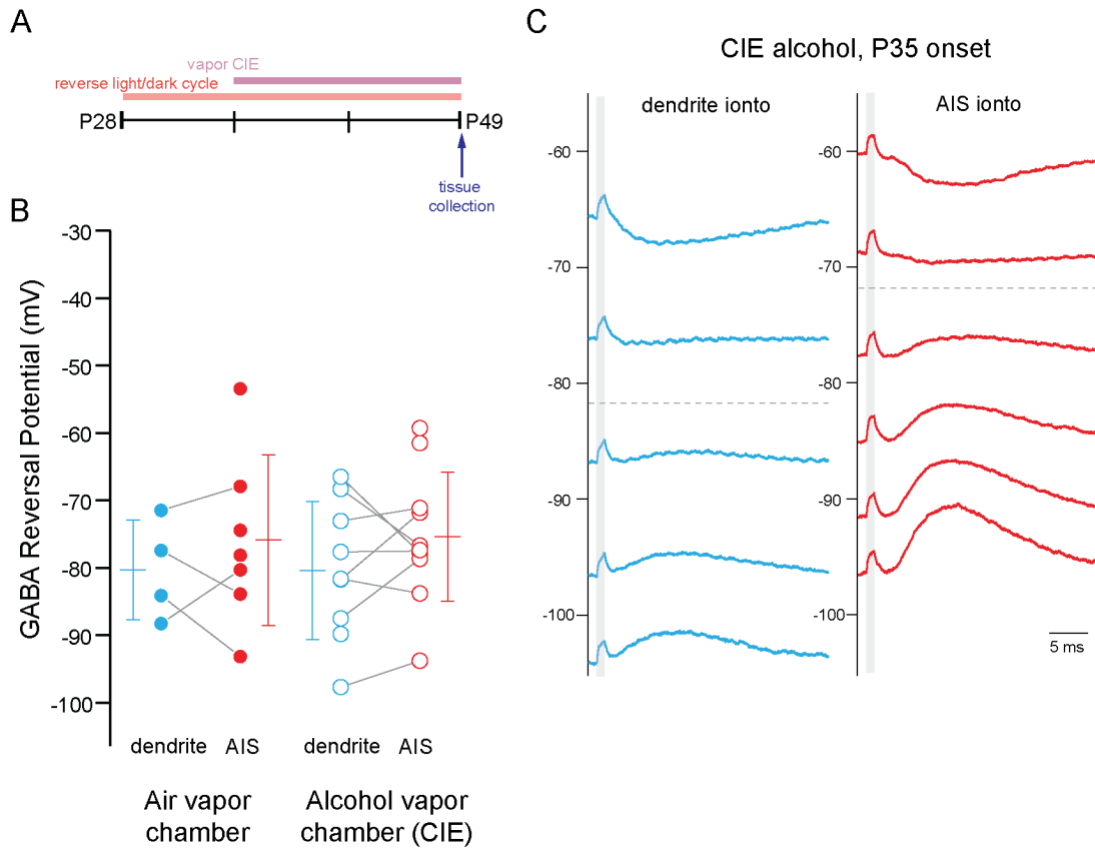 A
vapor CIE
reverse light/dark cycle
P28
P49
tissue
collection
B
GABA Reversal Potential (mV)
-30
-40
-50
-60
-70
-80
-90
-100
dendrite
AIS
dendrite
AIS
Air vapor
chamber
Alcohol vapor
chamber (CIE)
C
CIE alcohol, P35 onset
dendrite ionto
-60
-70
-80
-90
-100
AIS ionto
-60
-70
-80
-90
-100
5 ms